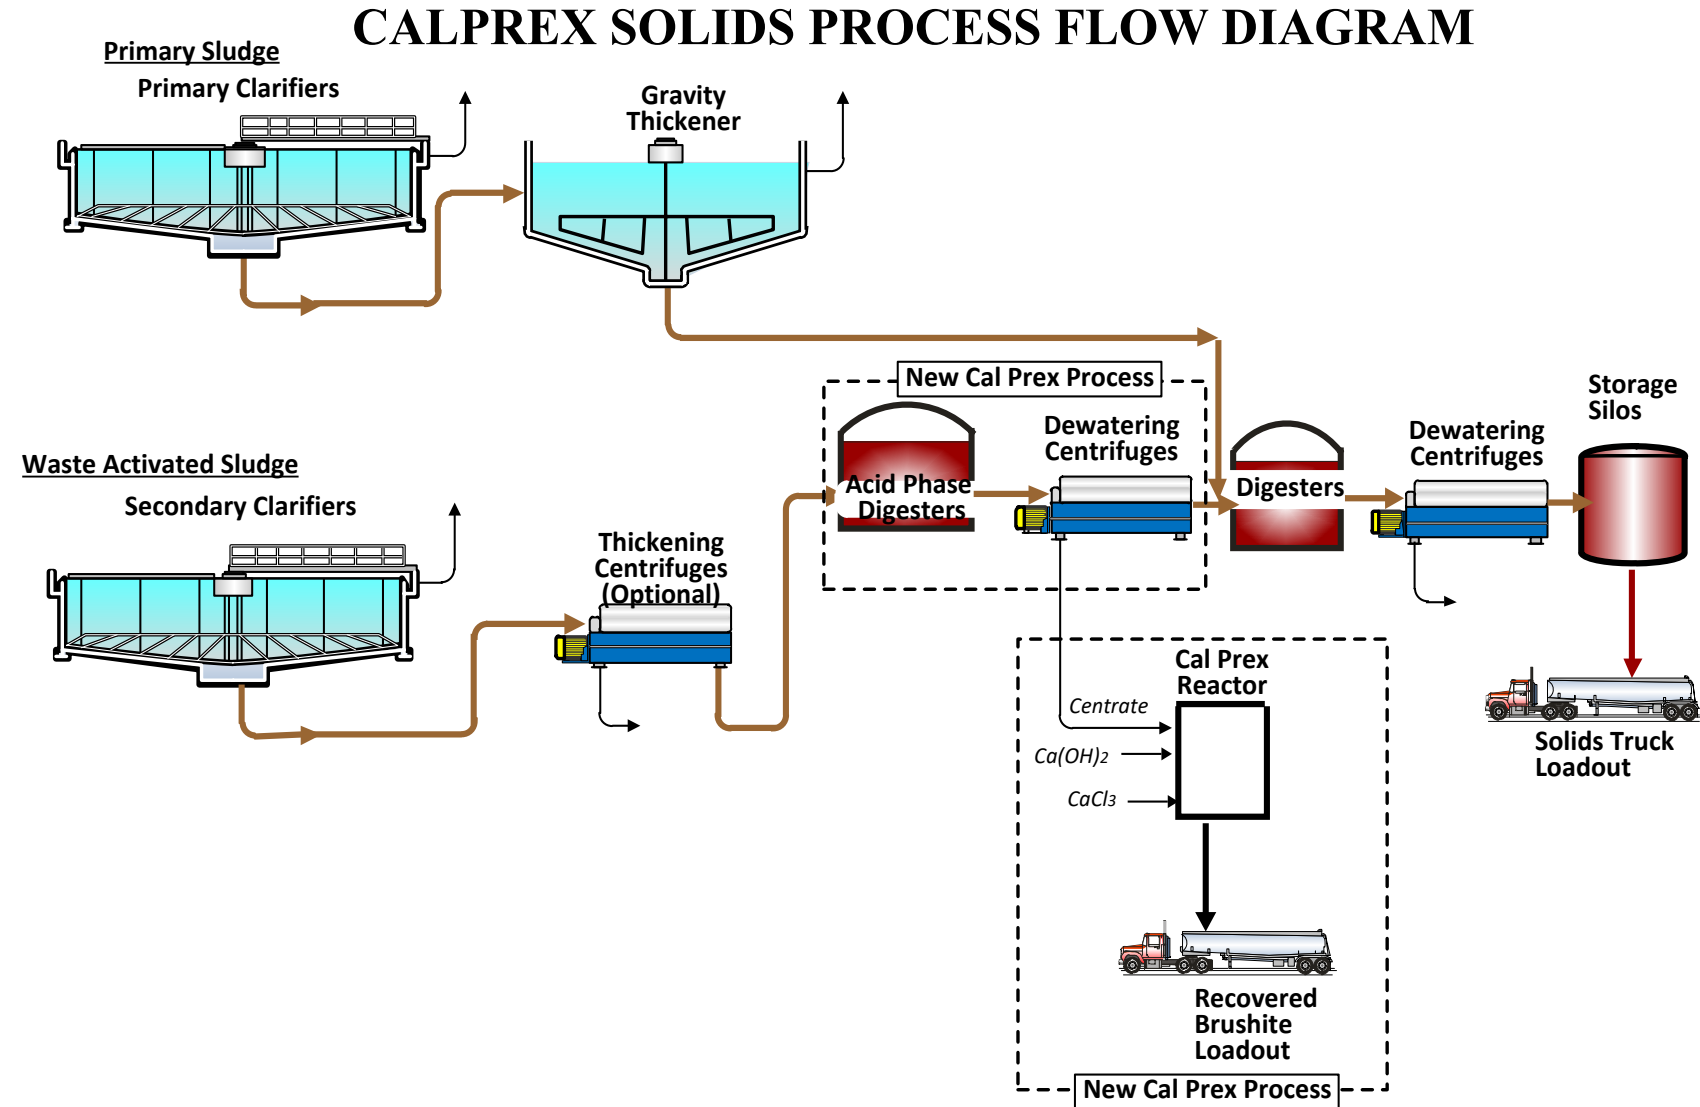 CALPREX SOLIDS PROCESS FLOW DIAGRAM
Primary Sludge
Primary Clarifiers
Gravity
Thickener
New Cal Prex Process
Waste Activated Sludge
Secondary Clarifiers
Thickening
Centrifuges
(Optional)
Acid Phase
Digesters
Dewatering
Centrifuges
Digesters
Dewatering
Centrifuges
Storage
Silos
Solids Truck
Loadout
Cal Prex
Reactor
Centrate
Ca(OH)2
CaCl3
Recovered
Brushite
Loadout
New Cal Prex Process